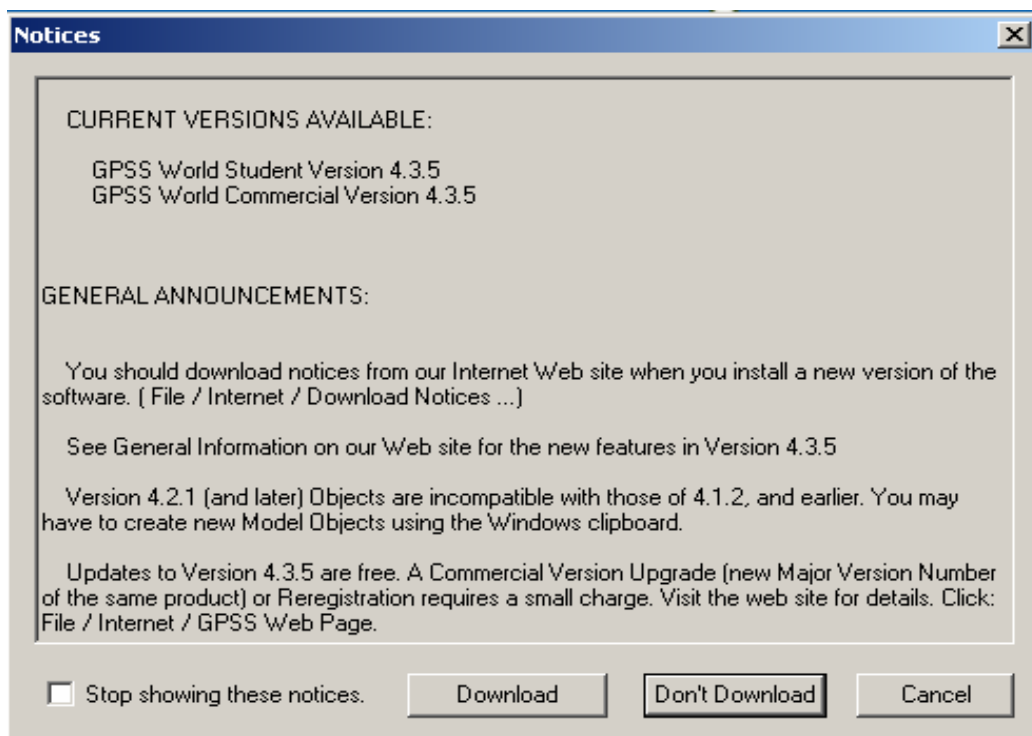 Notices
CURRENT VERSIONS AVAILABLE:
GPSS World Student Version 4.3.5
GPSS World Commercial Version 4.3.5
GENERAL ANNOUNCEMENTS:
You should download notices from our Internet Web site when you install a new version of the
software. ( File / Internet / Download Notices ...)
See General Information on our Web site for the new features in Version 4.3.5
Version 4.2.1 (and later) Objects are incompatible with those of 4.1.2, and earlier. You may
have to create new Model Objects using the Windows clipboard.
Updates to Version 4.3.5 are free. A Commercial Version Upgrade (new Major Version Number
of the same product) or Reregistration requires a small charge. Visit the web site for details. Click:
File / Internet / GPSS Web Page.
Stop showing these notices. Download Don't Download Cancel